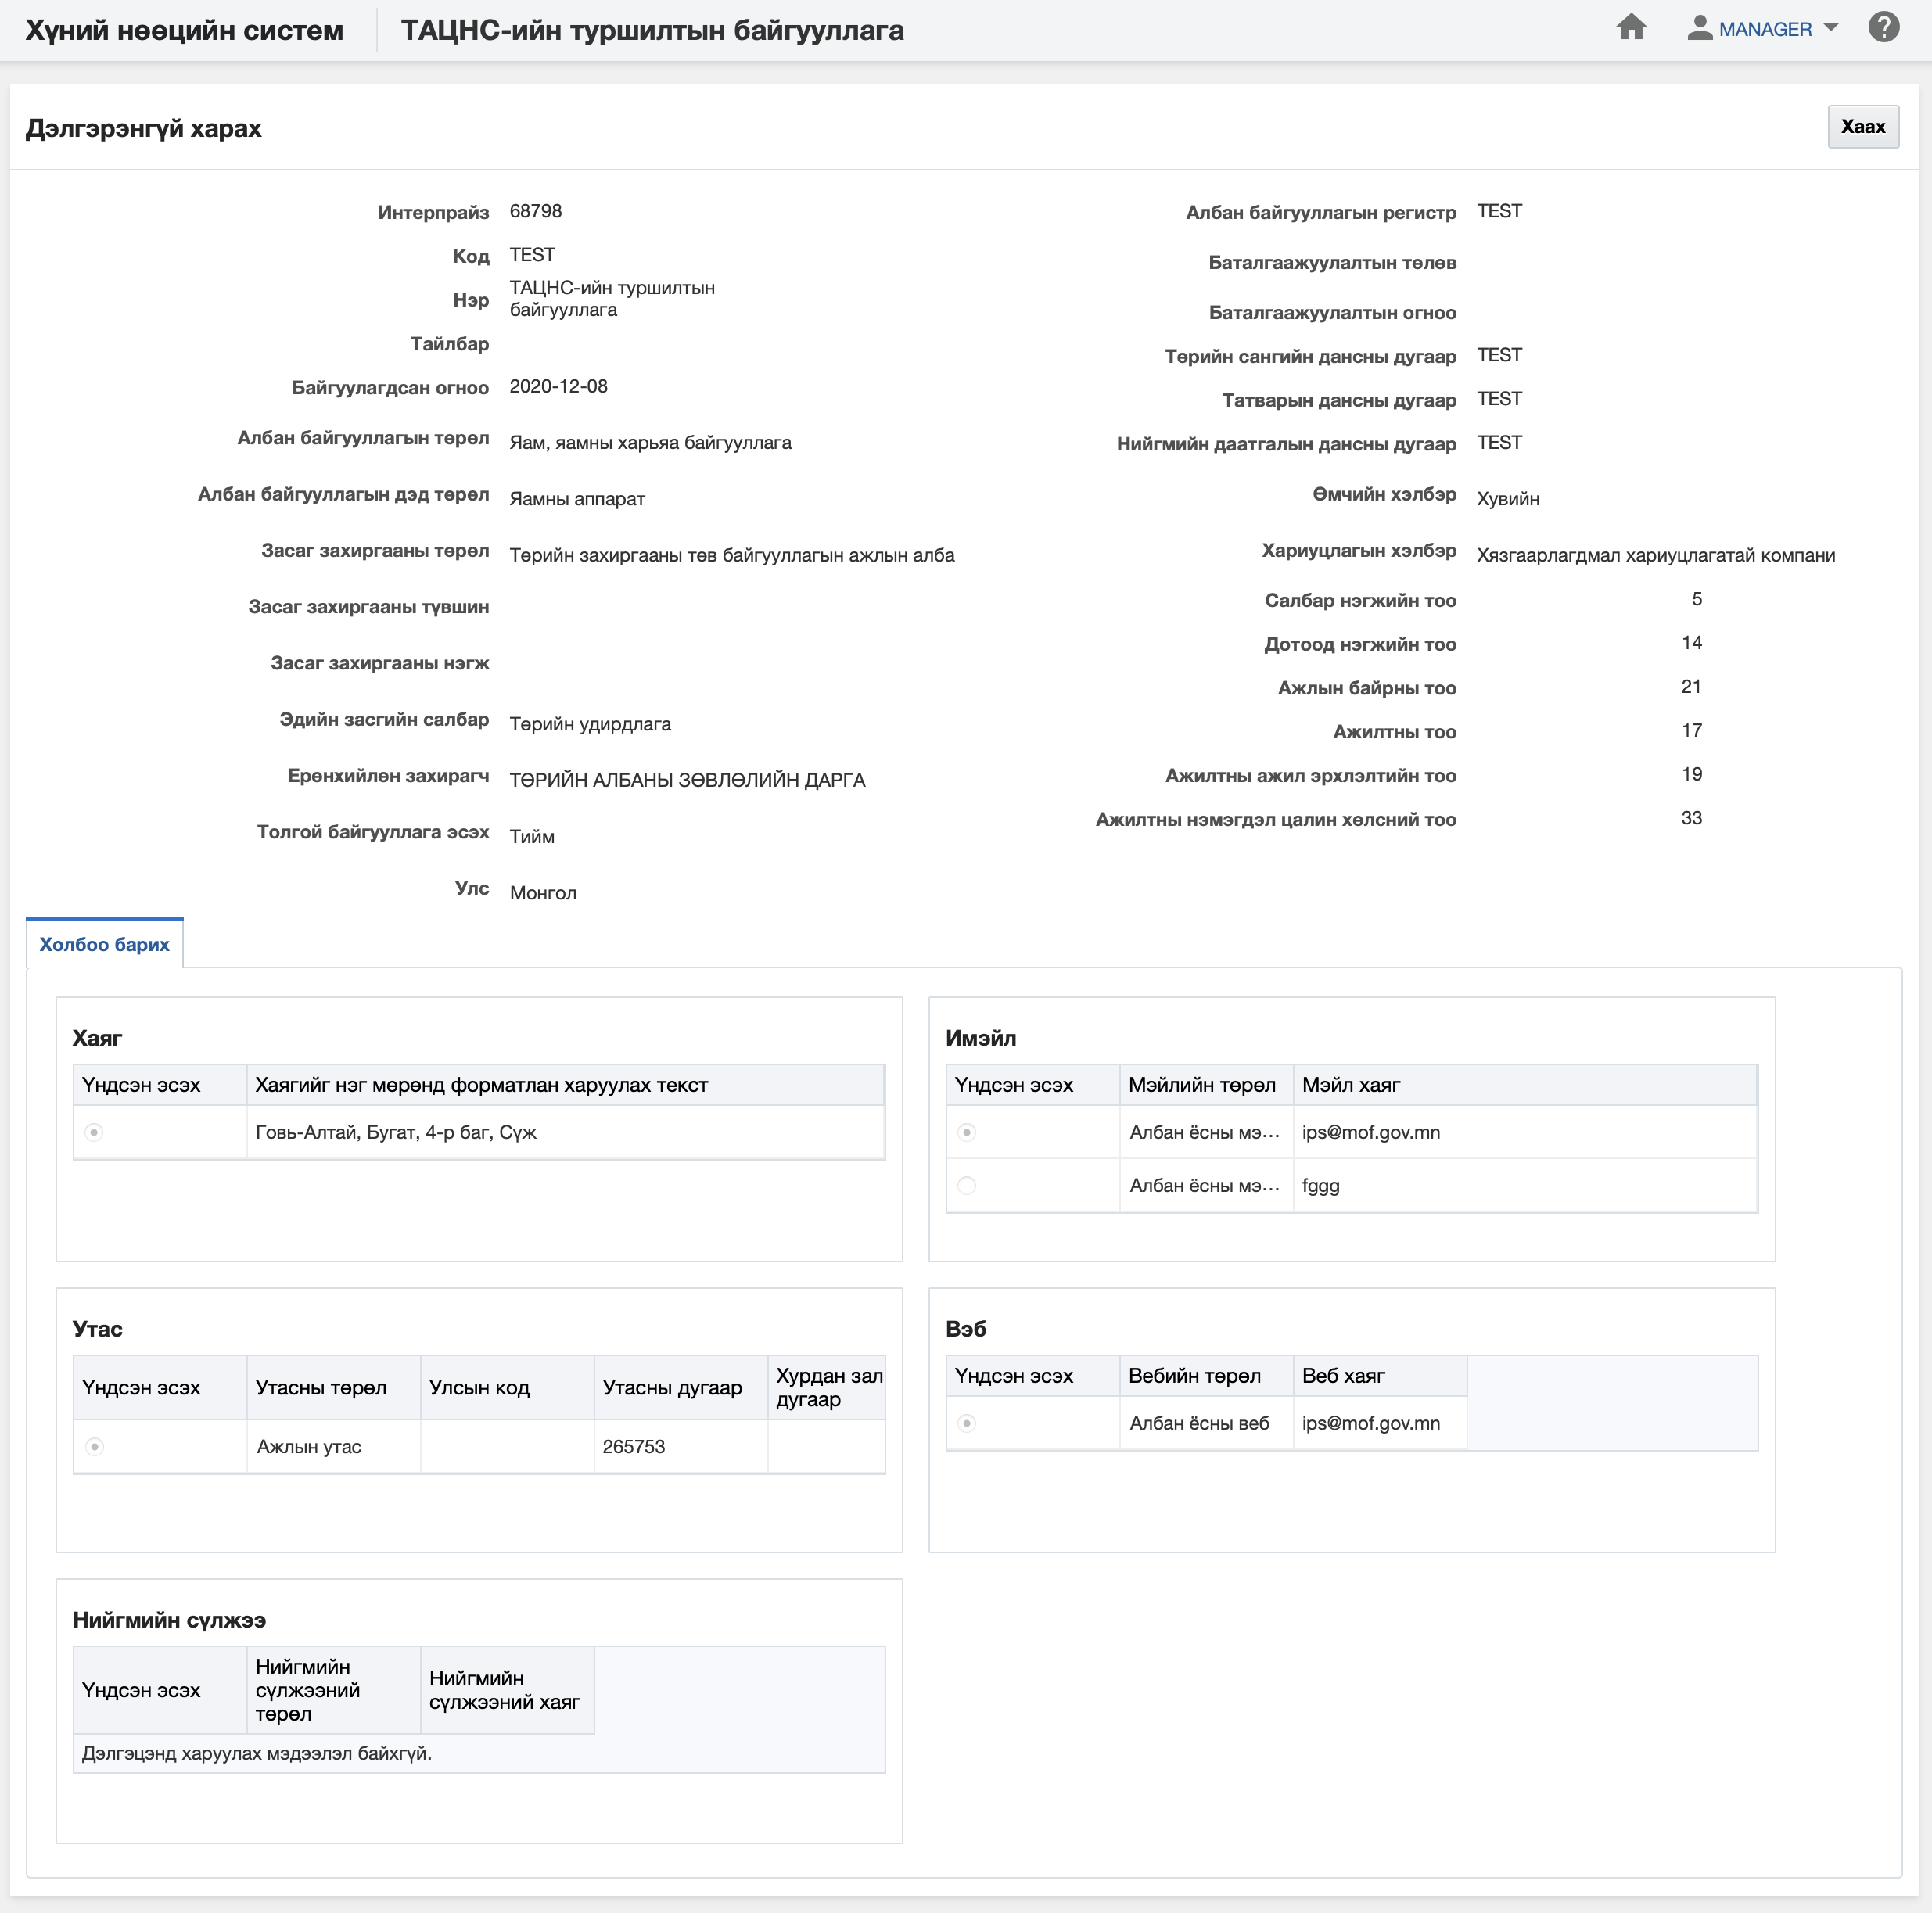 Хүний нөөцийн систем
ТАЦНС-ийн туршилтын байгууллага
MANAGER
Дэлгэрэнгүй харах
Хаах
Интерпрайз 68798
Код TEST
Нэр ТАЦНС-ийн туршилтын
байгууллага
Тайлбар
Байгуулагдсан огноо 2020-12-08
Албан байгууллагын төрөл Яам, яамны харьяа байгууллага
Албан байгууллагын дэд төрөл Яамны аппарат
Засаг захиргааны төрөл Төрийн захиргааны төв байгууллагын ажлын алба
Засаг захиргааны түвшин
Засаг захиргааны нэгж
Эдийн засгийн салбар Төрийн удирдлага
Ерөнхийлөн захирагч ТӨРИЙН АЛБАНЫ ЗӨВЛӨЛИЙН ДАРГА
Толгой байгууллага эсэх Тийм
Улс Монгол
Албан байгууллагын регистр TEST
Баталгаажуулалтын төлөв
Баталгаажуулалтын огноо
Төрийн сангийн дансны дугаар TEST
Татварын дансны дугаар TEST
Нийгмийн даатгалын дансны дугаар TEST
Өмчийн хэлбэр Хувийн
Хариуцлагын хэлбэр Хязгаарлагдмал хариуцлагатай компани
Салбар нэгжийн тоо 5
Дотоод нэгжийн тоо 14
Ажлын байрны тоо 21
Ажилтны тоо 17
Ажилтны ажил эрхлэлтийн тоо 19
Ажилтны нэмэгдэл цалин хөлсний тоо 33
Холбоо барих
Хаяг
Үндсэн эсэх Хаягийг нэг мөрөнд форматлан харуулах текст
Говь-Алтай, Бугат, 4-р баг, Сүж
Имэйл
Үндсэн эсэх Мэйлийн төрөл Мэйл хаяг
Албан ёсны мэ... ips@mof.gov.mn
Албан ёсны мэ... fggg
Утас
Үндсэн эсэх Утасны төрөл Улсын код Утасны дугаар Хурдан зал
дугаар
Ажлын утас 265753
Вэб
Үндсэн эсэх Вебийн төрөл Веб хаяг
Албан ёсны веб ips@mof.gov.mn
Нийгмийн сүлжээ
Үндсэн эсэх
Нийгмийн
сүлжээний
төрөл
Нийгмийн
сүлжээний хаяг
Дэлгэцэнд харуулах мэдээлэл байхгүй.